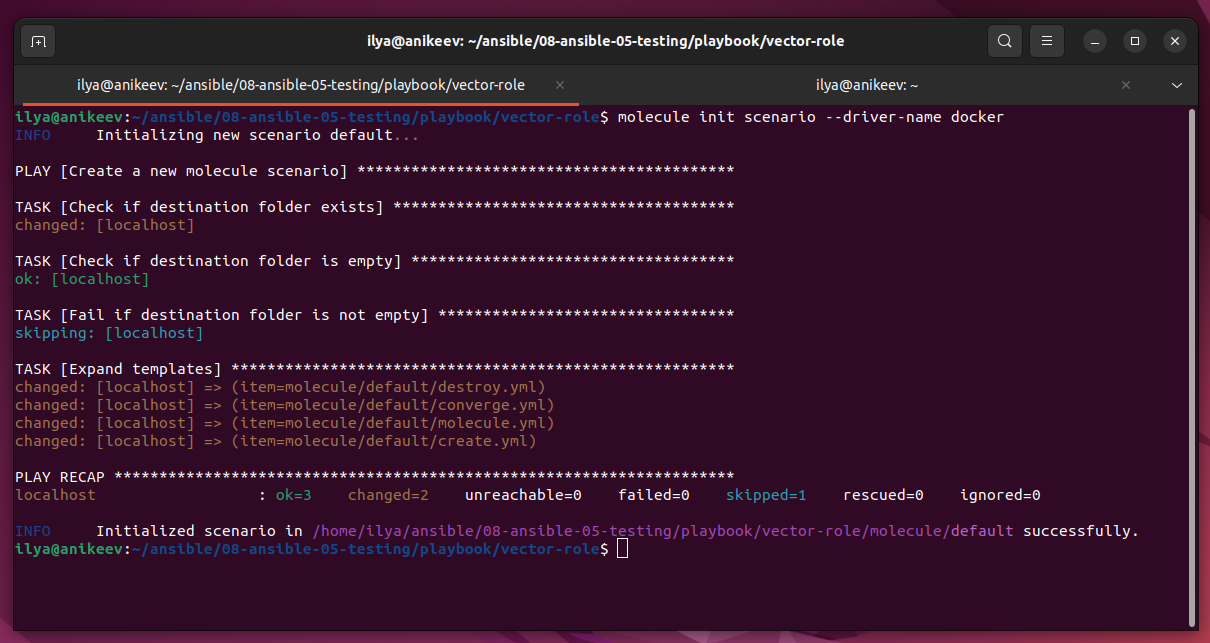 ilya@anikeev: ~/ansible/08-ansible-05-testing/playbook/vector-role
ilya@anikeev: ~/ansible/08-ansible-05-testing/playbook/vector-role
ilya@anikeev: ~
ilya@anikeev:~/ansible/08-ansible-05-testing/playbook/vector-role$ molecule init scenario --driver-name docker
INFO     Initializing new scenario default...
PLAY [Create a new molecule scenario] ******************************************
TASK [Check if destination folder exists] **************************************
changed: [localhost]
TASK [Check if destination folder is empty] ************************************
ok: [localhost]
TASK [Fail if destination folder is not empty] *********************************
skipping: [localhost]
TASK [Expand templates] ********************************************************
changed: [localhost] => (item=molecule/default/destroy.yml)
changed: [localhost] => (item=molecule/default/converge.yml)
changed: [localhost] => (item=molecule/default/molecule.yml)
changed: [localhost] => (item=molecule/default/create.yml)
PLAY RECAP *********************************************************************
localhost                  : ok=3    changed=2    unreachable=0    failed=0    skipped=1    rescued=0    ignored=0
INFO     Initialized scenario in /home/ilya/ansible/08-ansible-05-testing/playbook/vector-role/molecule/default successfully.
ilya@anikeev:~/ansible/08-ansible-05-testing/playbook/vector-role$